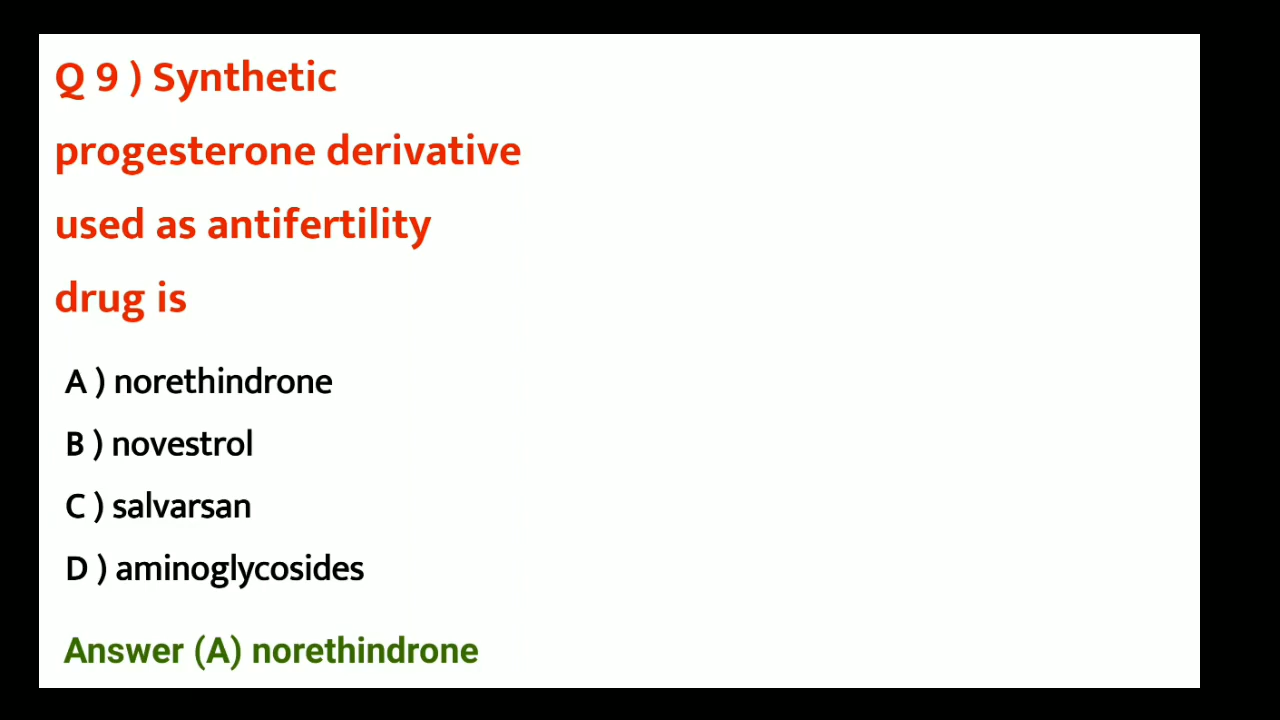 Q 9 ) Synthetic
progesterone derivative
used as antifertility
drug is
A ) norethindrone
B ) novestrol
C ) salvarsan
D ) aminoglycosides
Answer (A) norethindrone